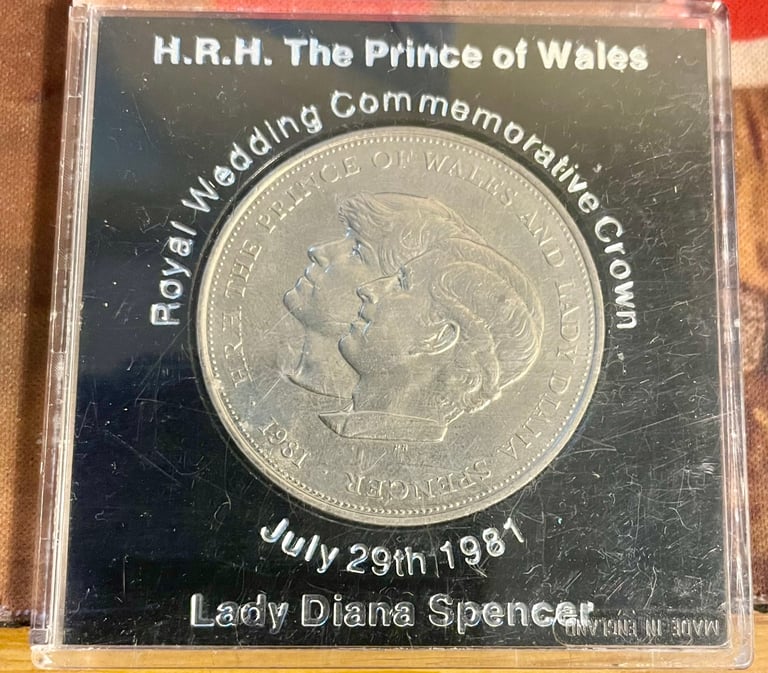 H.R.H. The Prince of Wales
Royal Wedding Commemorative Crown
H.R.H. THE PRINCE OF WALES AND LADY DIANA SPENCER · 1981
July 29th 1981
Lady Diana Spencer
MADE IN ENGLAND